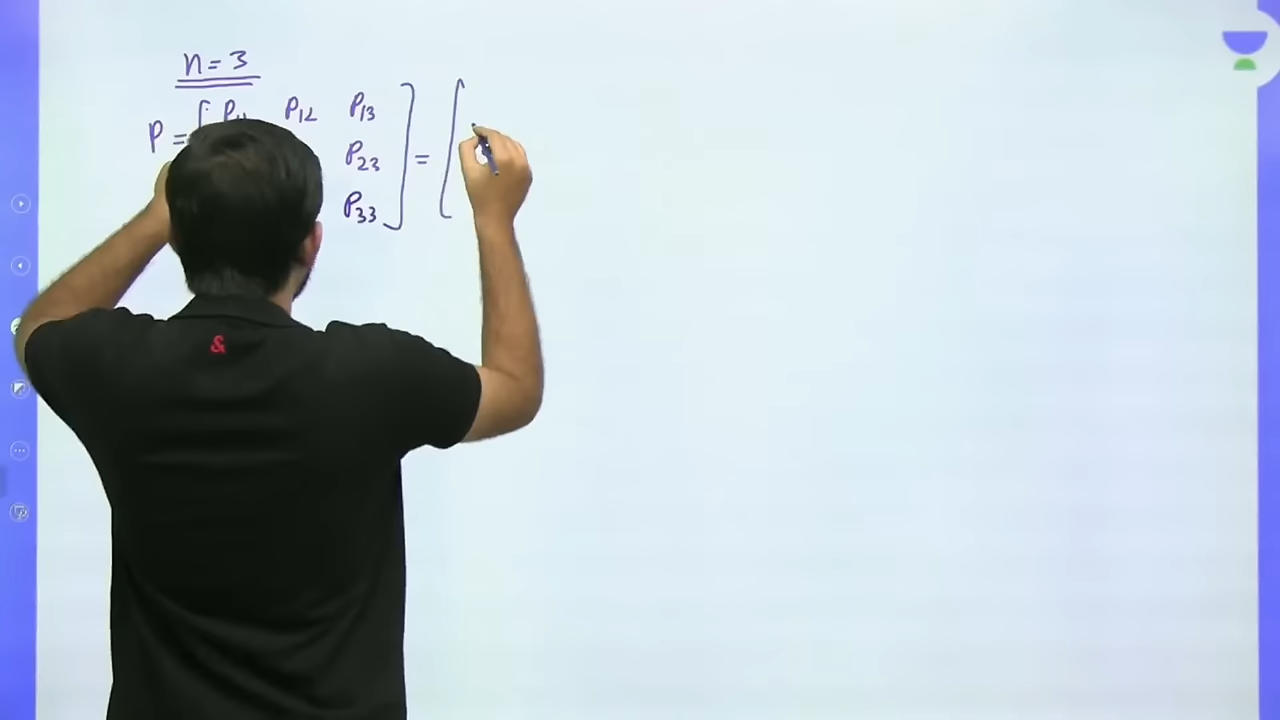 n = 3
P = [ P₁₁ P₁₂ P₁₃ ] = [
P₂₃
P₃₃
&